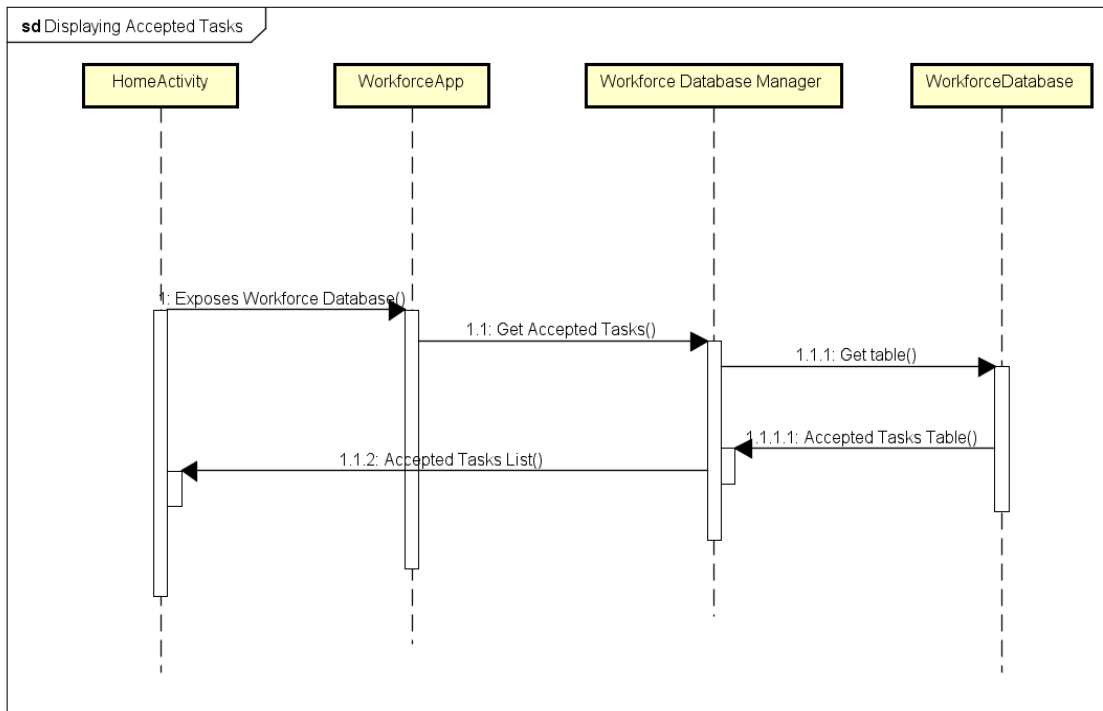 sd Displaying Accepted Tasks
HomeActivity
WorkforceApp
Workforce Database Manager
WorkforceDatabase
1: Exposes Workforce Database()
1.1: Get Accepted Tasks()
1.1.1: Get table()
1.1.1.1: Accepted Tasks Table()
1.1.2: Accepted Tasks List()